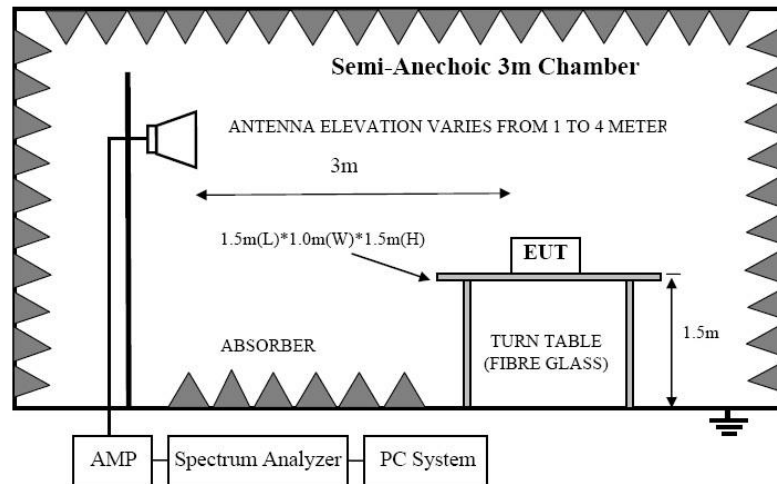 Semi-Anechoic 3m Chamber
ANTENNA ELEVATION VARIES FROM 1 TO 4 METER
3m
1.5m(L)*1.0m(W)*1.5m(H)
EUT
1.5m
ABSORBER
TURN TABLE
(FIBRE GLASS)
AMP
Spectrum Analyzer
PC System